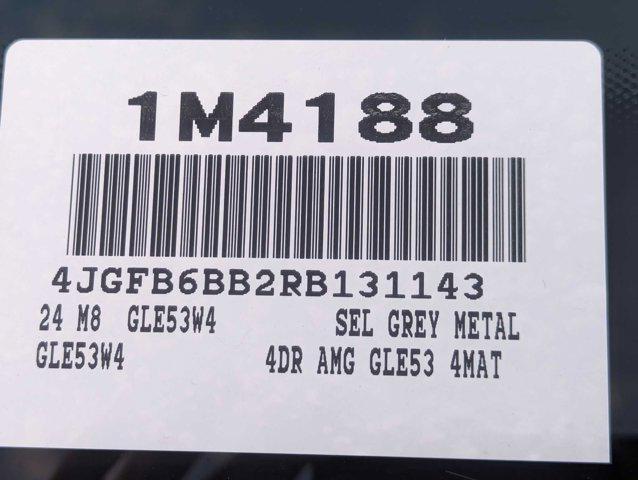 1M4188
4JGFB6BB2RB131143
24 M8 GLE53W4 SEL GREY METAL
GLE53W4 4DR AMG GLE53 4MAT